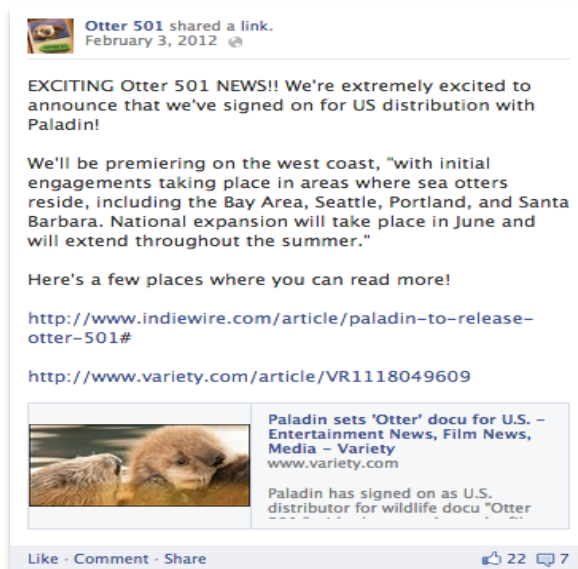 Otter 501 shared a link.
February 3, 2012
EXCITING Otter 501 NEWS!! We're extremely excited to
announce that we've signed on for US distribution with
Paladin!
We'll be premiering on the west coast, "with initial
engagements taking place in areas where sea otters
reside, including the Bay Area, Seattle, Portland, and Santa
Barbara. National expansion will take place in June and
will extend throughout the summer."
Here's a few places where you can read more!
http://www.indiewire.com/article/paladin-to-release-
otter-501#
http://www.variety.com/article/VR1118049609
Paladin sets 'Otter' docu for U.S. -
Entertainment News, Film News,
Media - Variety
www.variety.com
Paladin has signed on as U.S.
distributor for wildlife docu "Otter
Like · Comment · Share
22 7